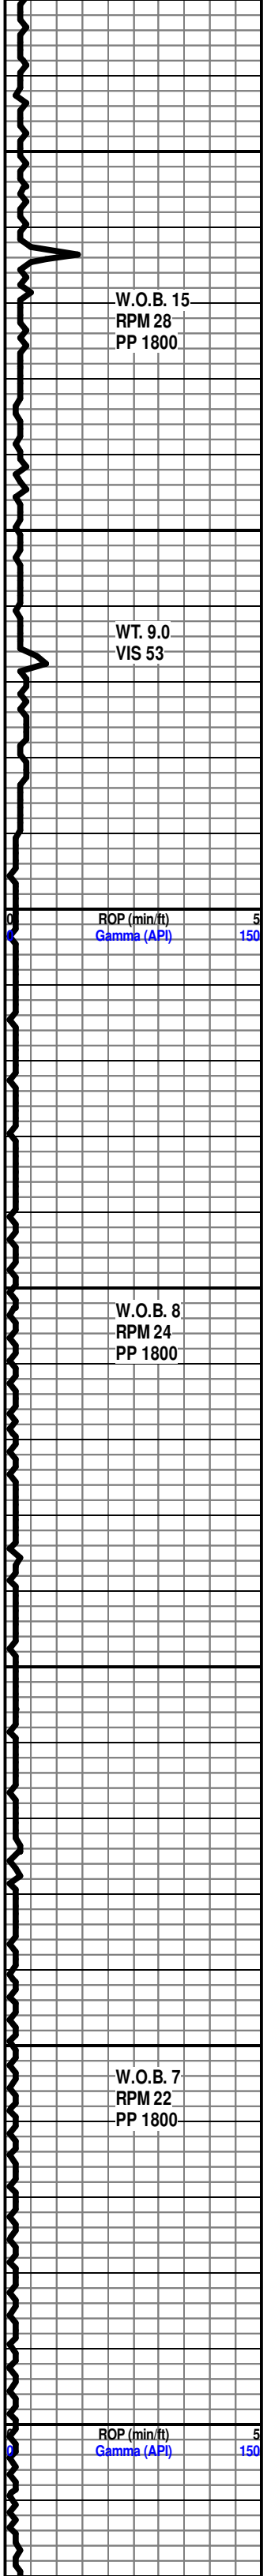 W.O.B. 15
RPM 28
PP 1800
WT. 9.0
VIS 53
0 ROP (min/ft) 5
0 Gamma (API) 150
W.O.B. 8
RPM 24
PP 1800
W.O.B. 7
RPM 22
PP 1800
0 ROP (min/ft) 5
0 Gamma (API) 150